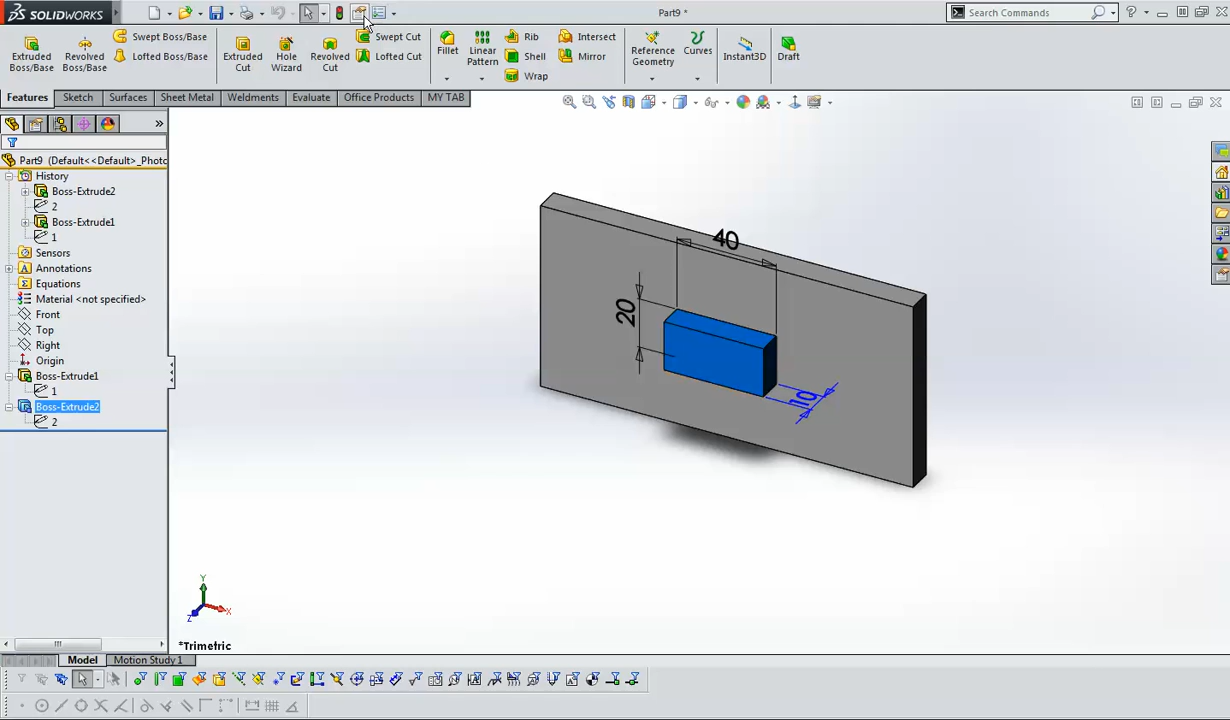 SOLIDWORKS
Part9 *
Search Commands
Extruded Boss/Base
Revolved Boss/Base
Swept Boss/Base
Lofted Boss/Base
Extruded Cut
Hole Wizard
Revolved Cut
Swept Cut
Lofted Cut
Fillet
Linear Pattern
Rib
Shell
Wrap
Intersect
Mirror
Reference Geometry
Curves
Instant3D
Draft
Features Sketch Surfaces Sheet Metal Weldments Evaluate Office Products MY TAB
Part9 (Default<<Default>_Photo
History
Boss-Extrude2
2
Boss-Extrude1
1
Sensors
Annotations
Equations
Material <not specified>
Front
Top
Right
Origin
Boss-Extrude1
1
Boss-Extrude2
2
40
20
10
Y
X
Z
*Trimetric
Model Motion Study 1